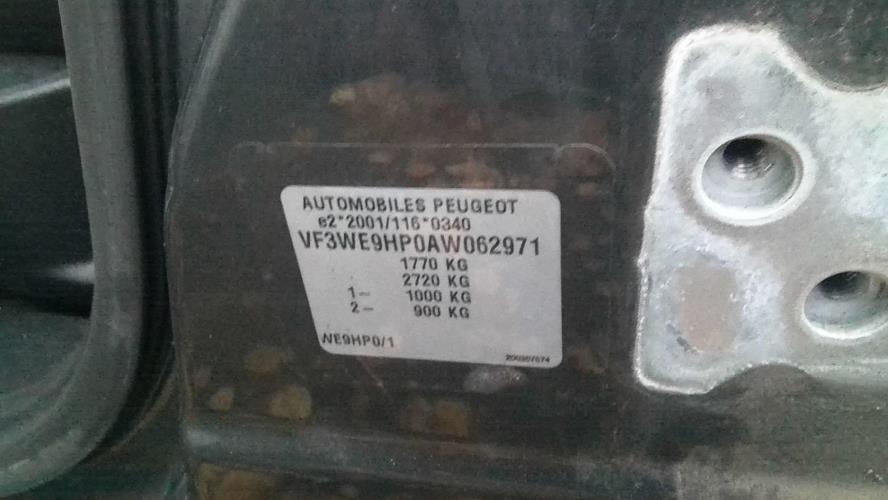 AUTOMOBILES PEUGEOT
e2*2001/116*0340
VF3WE9HP0AW062971
1770 KG
2720 KG
1– 1000 KG
2– 900 KG
WE9HP0/1